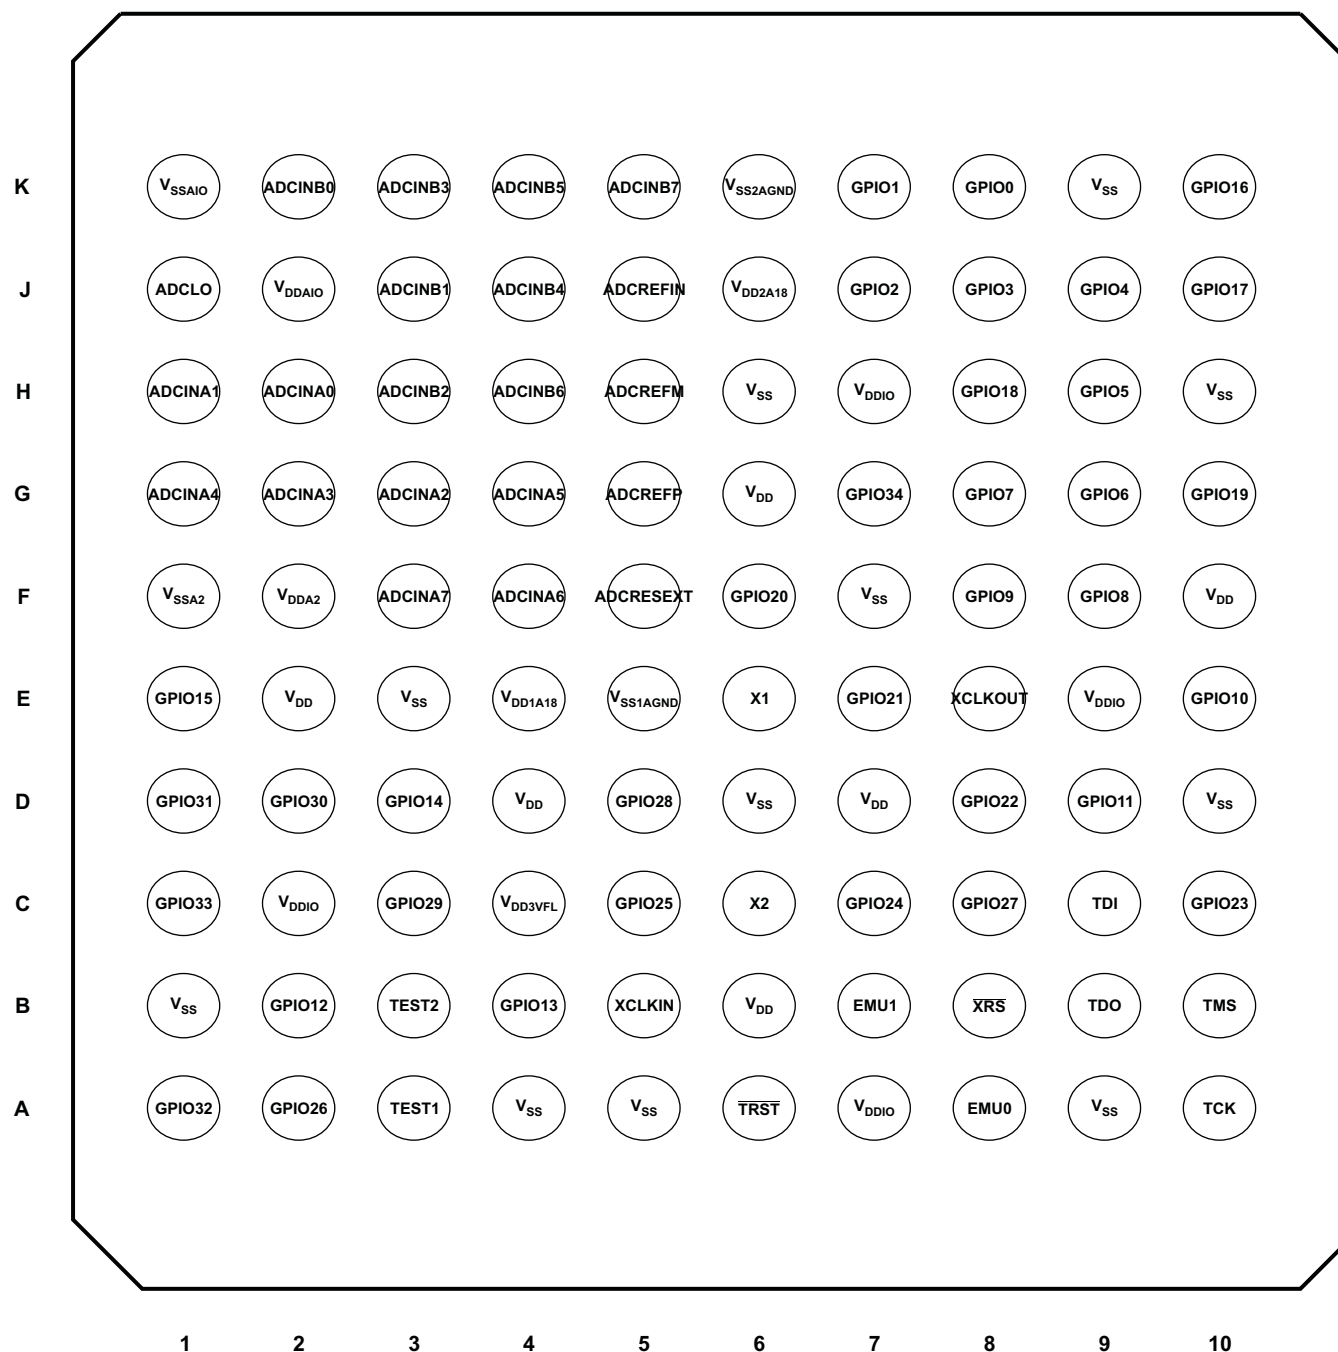 K VSSAIO ADCINB0 ADCINB3 ADCINB5 ADCINB7 VSS2AGND GPIO1 GPIO0 VSS GPIO16
J ADCLO VDDAIO ADCINB1 ADCINB4 ADCREFIN VDD2A18 GPIO2 GPIO3 GPIO4 GPIO17
H ADCINA1 ADCINA0 ADCINB2 ADCINB6 ADCREFM VSS VDDIO GPIO18 GPIO5 VSS
G ADCINA4 ADCINA3 ADCINA2 ADCINA5 ADCREFP VDD GPIO34 GPIO7 GPIO6 GPIO19
F VSSA2 VDDA2 ADCINA7 ADCINA6 ADCRESEXT GPIO20 VSS GPIO9 GPIO8 VDD
E GPIO15 VDD VSS VDD1A18 VSS1AGND X1 GPIO21 XCLKOUT VDDIO GPIO10
D GPIO31 GPIO30 GPIO14 VDD GPIO28 VSS VDD GPIO22 GPIO11 VSS
C GPIO33 VDDIO GPIO29 VDD3VFL GPIO25 X2 GPIO24 GPIO27 TDI GPIO23
B VSS GPIO12 TEST2 GPIO13 XCLKIN VDD EMU1 XRS TDO TMS
A GPIO32 GPIO26 TEST1 VSS VSS TRST VDDIO EMU0 VSS TCK
1 2 3 4 5 6 7 8 9 10